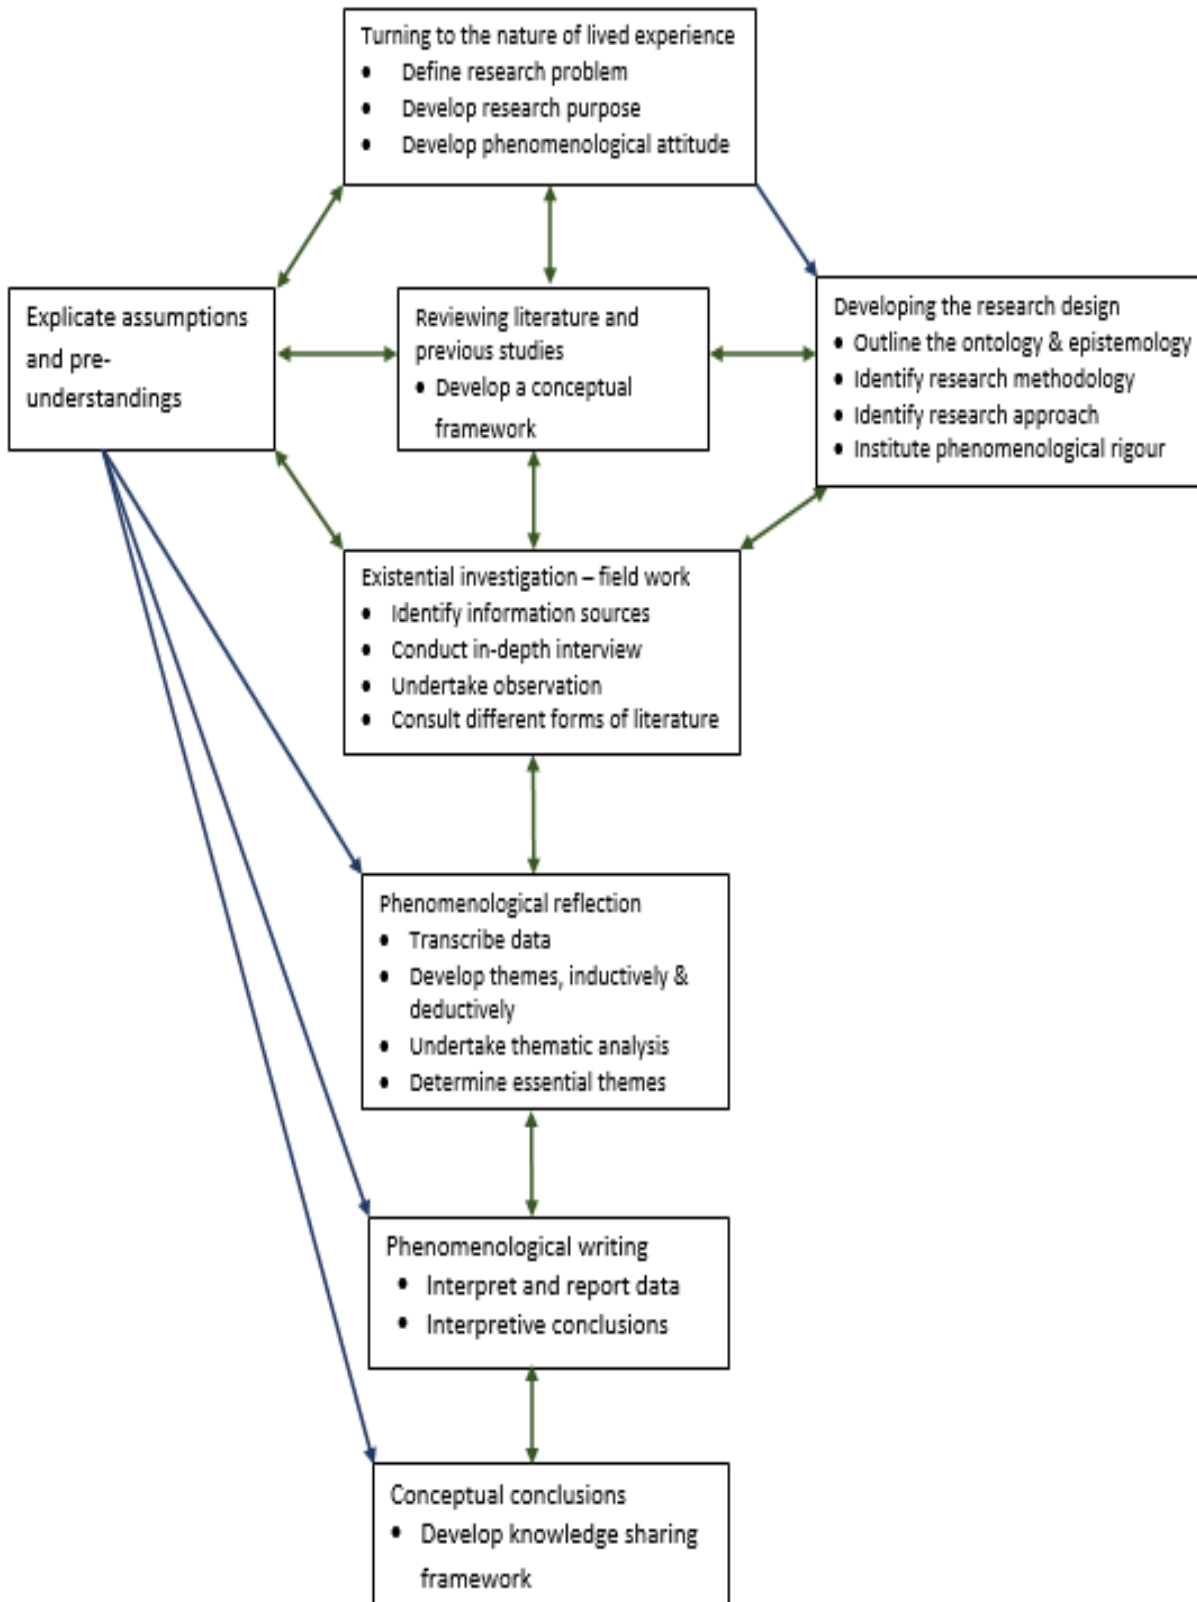 Turning to the nature of lived experience
• Define research problem
• Develop research purpose
• Develop phenomenological attitude
Explicate assumptions
and pre-
understandings
Reviewing literature and
previous studies
• Develop a conceptual
framework
Developing the research design
• Outline the ontology & epistemology
• Identify research methodology
• Identify research approach
• Institute phenomenological rigour
Existential investigation – field work
• Identify information sources
• Conduct in-depth interview
• Undertake observation
• Consult different forms of literature
Phenomenological reflection
• Transcribe data
• Develop themes, inductively &
deductively
• Undertake thematic analysis
• Determine essential themes
Phenomenological writing
• Interpret and report data
• Interpretive conclusions
Conceptual conclusions
• Develop knowledge sharing
framework